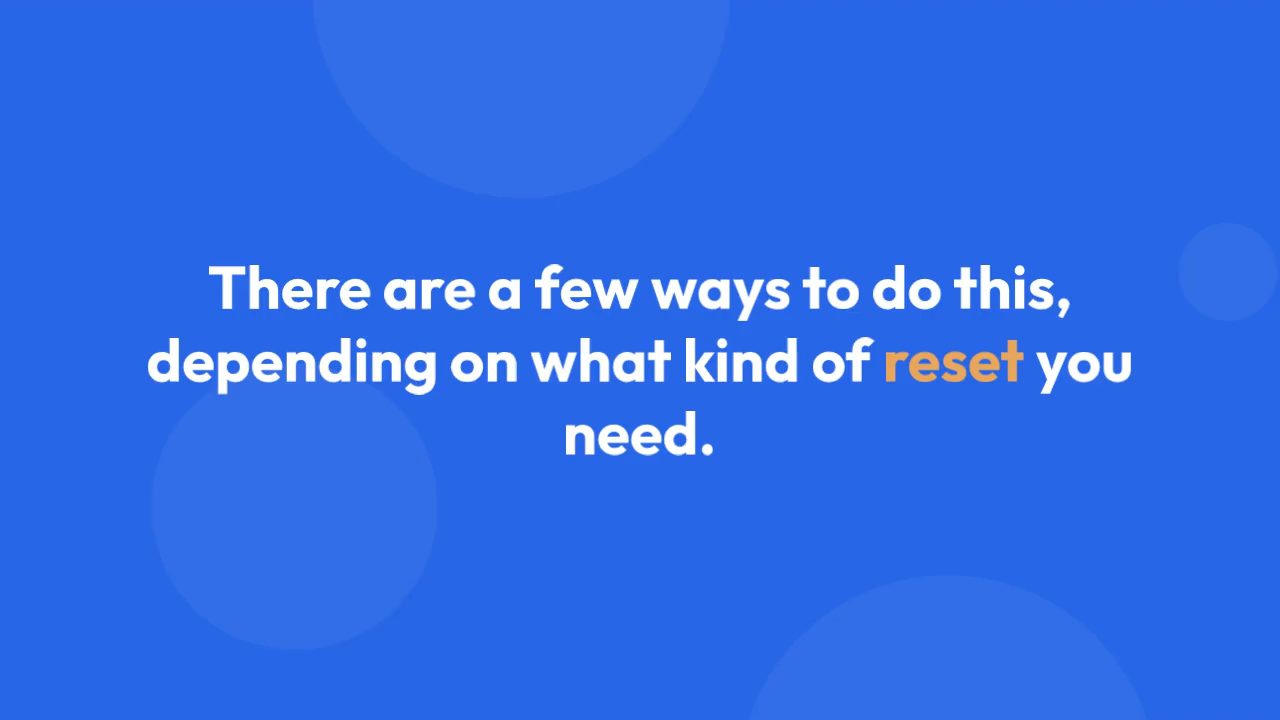 There are a few ways to do this,
depending on what kind of reset you
need.